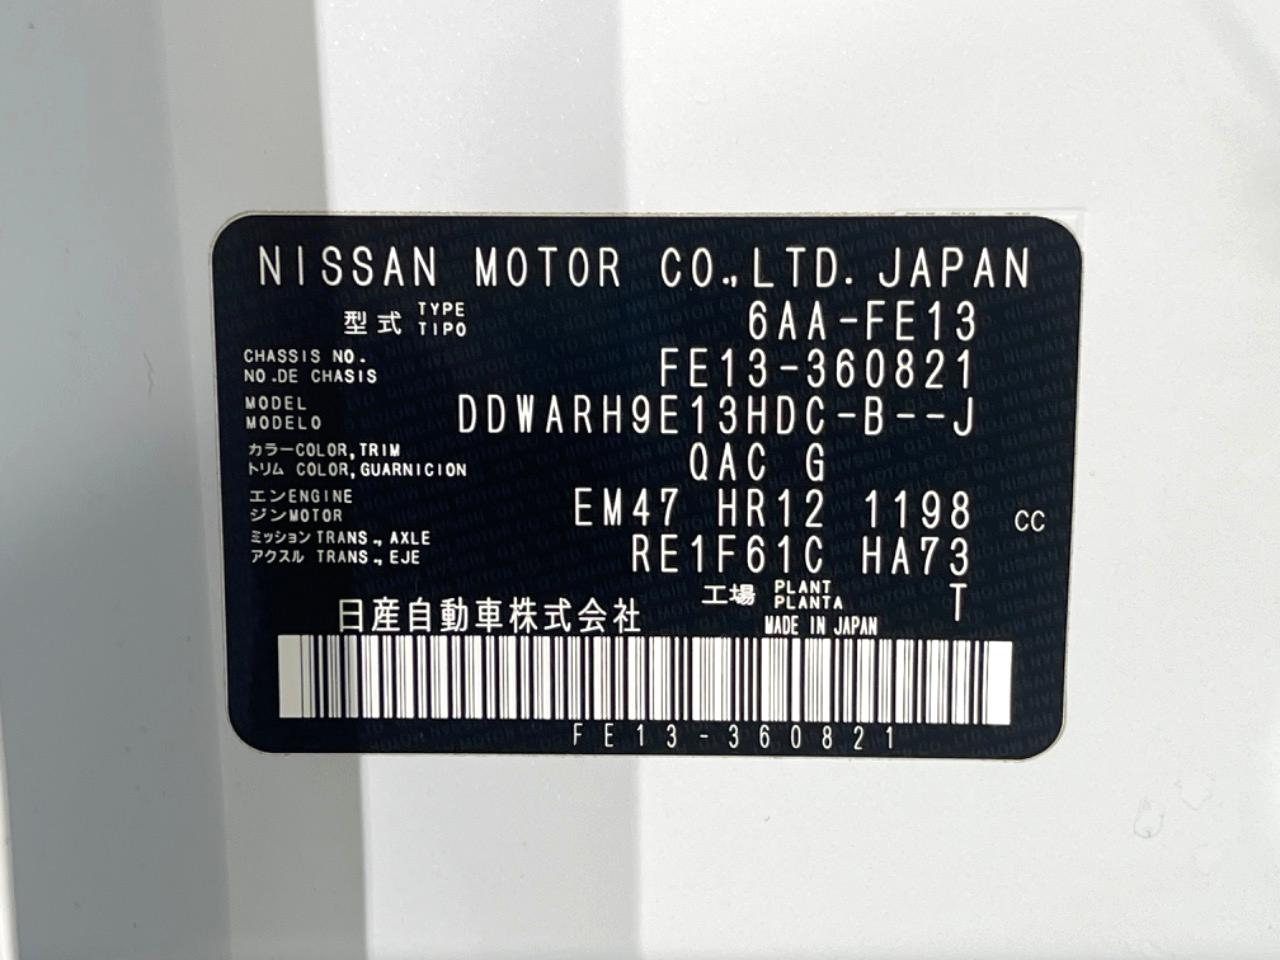 NISSAN MOTOR CO.,LTD. JAPAN
型式 TYPE TIPO 6AA-FE13
CHASSIS NO. NO.DE CHASIS FE13-360821
MODEL MODELO DDWARH9E13HDC-B--J
カラーCOLOR,TRIM
トリム COLOR,GUARNICION QAC G
エンENGINE
ジンMOTOR EM47 HR12 1198 CC
ミッション TRANS., AXLE
アクスル TRANS., EJE RE1F61C HA73
工場 PLANT PLANTA T
日産自動車株式会社 MADE IN JAPAN
FE13-360821